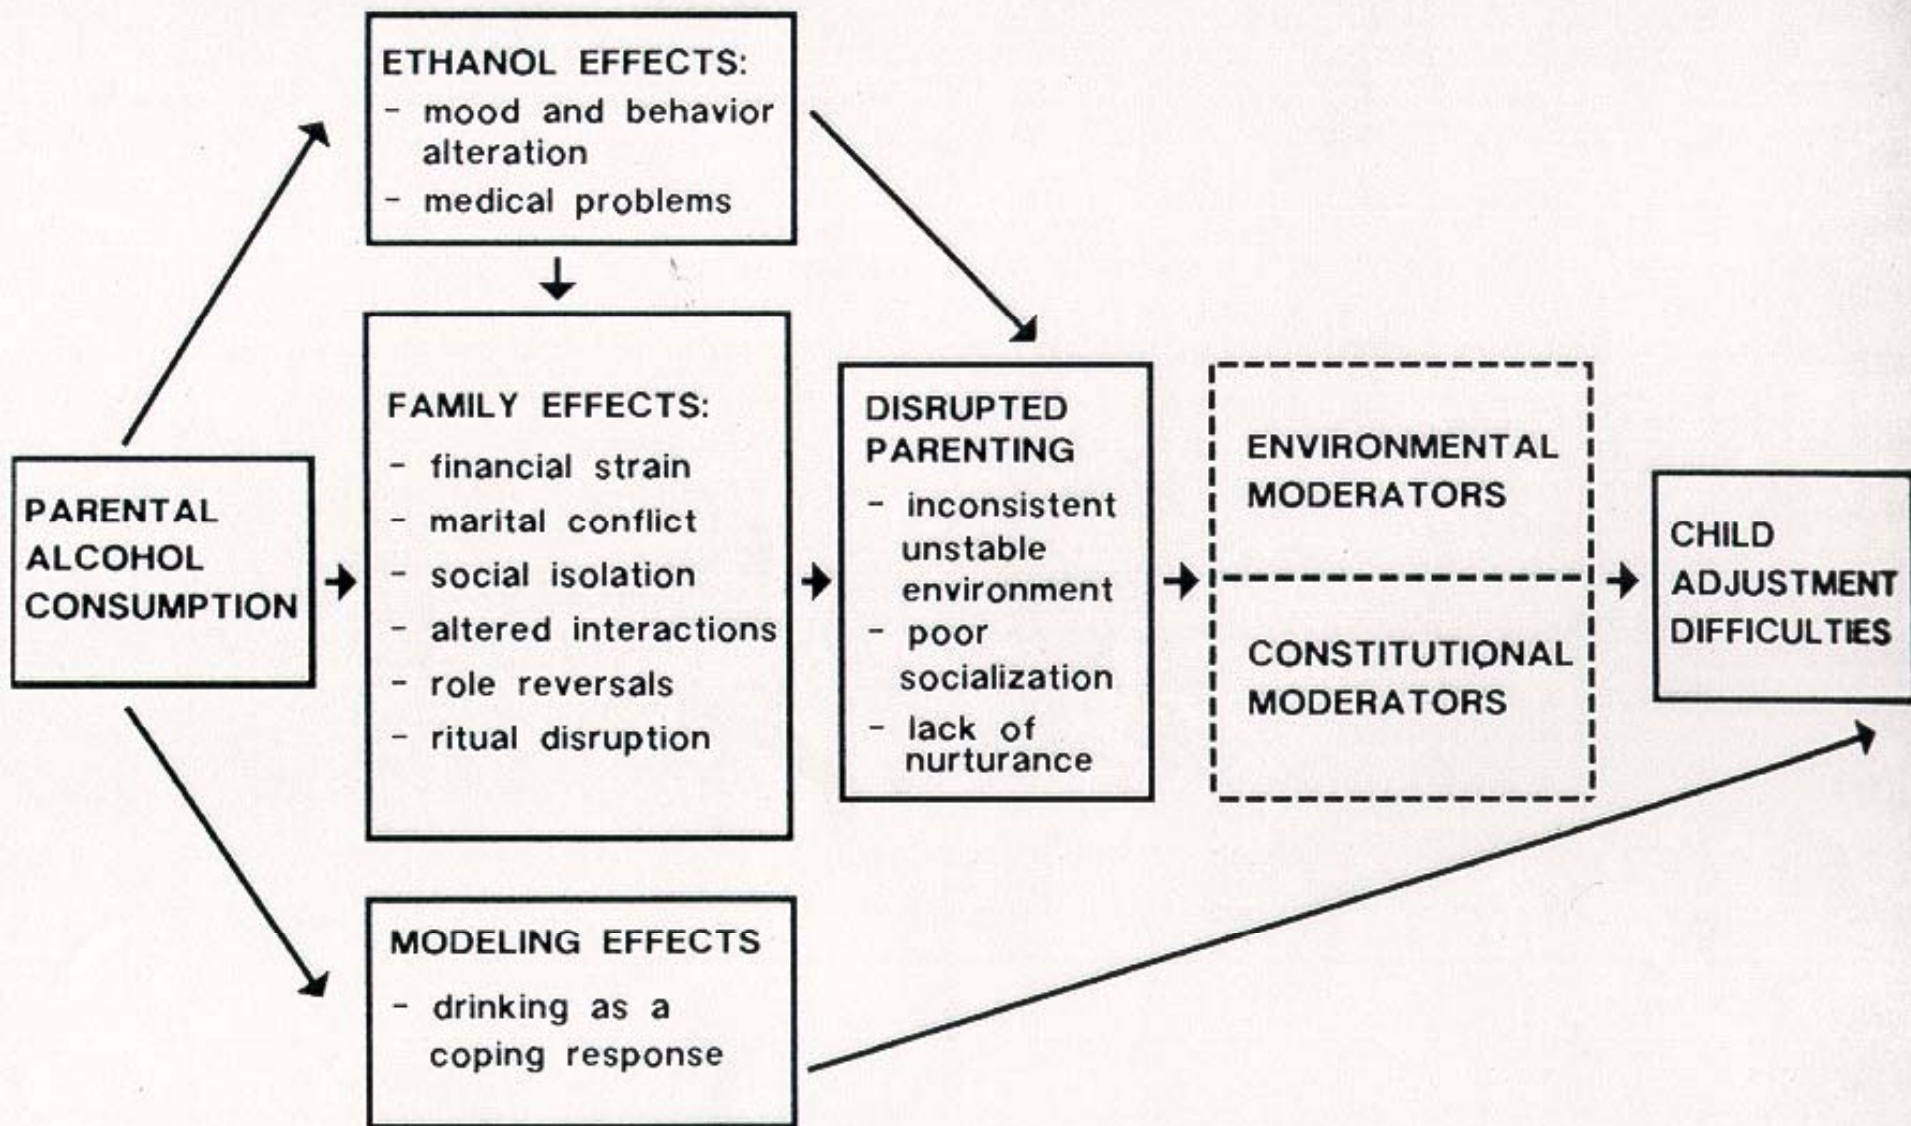 ETHANOL EFFECTS:
- mood and behavior
alteration
- medical problems
PARENTAL
ALCOHOL
CONSUMPTION
FAMILY EFFECTS:
- financial strain
- marital conflict
- social isolation
- altered interactions
- role reversals
- ritual disruption
MODELING EFFECTS
- drinking as a
coping response
DISRUPTED
PARENTING
- inconsistent
unstable
environment
- poor
socialization
- lack of
nurturance
ENVIRONMENTAL
MODERATORS
CONSTITUTIONAL
MODERATORS
CHILD
ADJUSTMENT
DIFFICULTIES